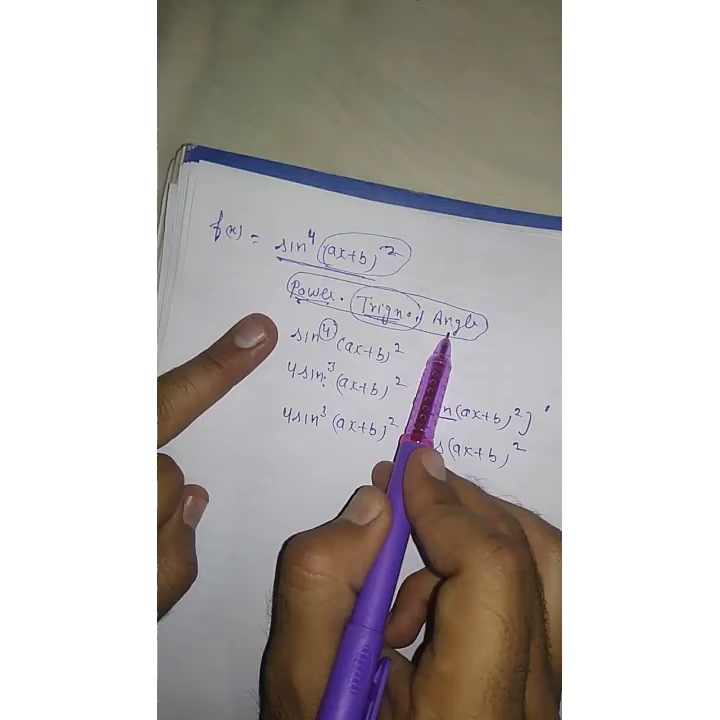 f(x) = sin⁴ (ax+b)²
Power. Trigno. Angle
sin⁴ (ax+b)²
4sin³ (ax+b)² n(ax+b)²]'
4sin³ (ax+b)² s(ax+b)²